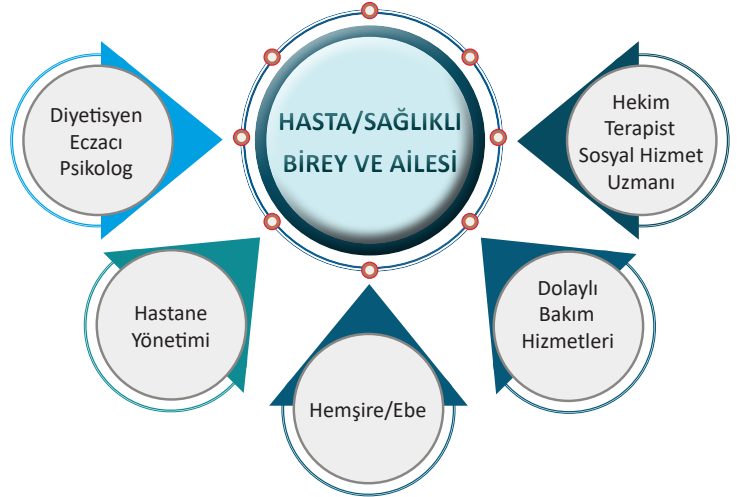 HASTA/SAĞLIKLI
BİREY VE AİLESİ
Diyetisyen
Eczacı
Psikolog
Hekim
Terapist
Sosyal Hizmet
Uzmanı
Hastane
Yönetimi
Dolaylı
Bakım
Hizmetleri
Hemşire/Ebe